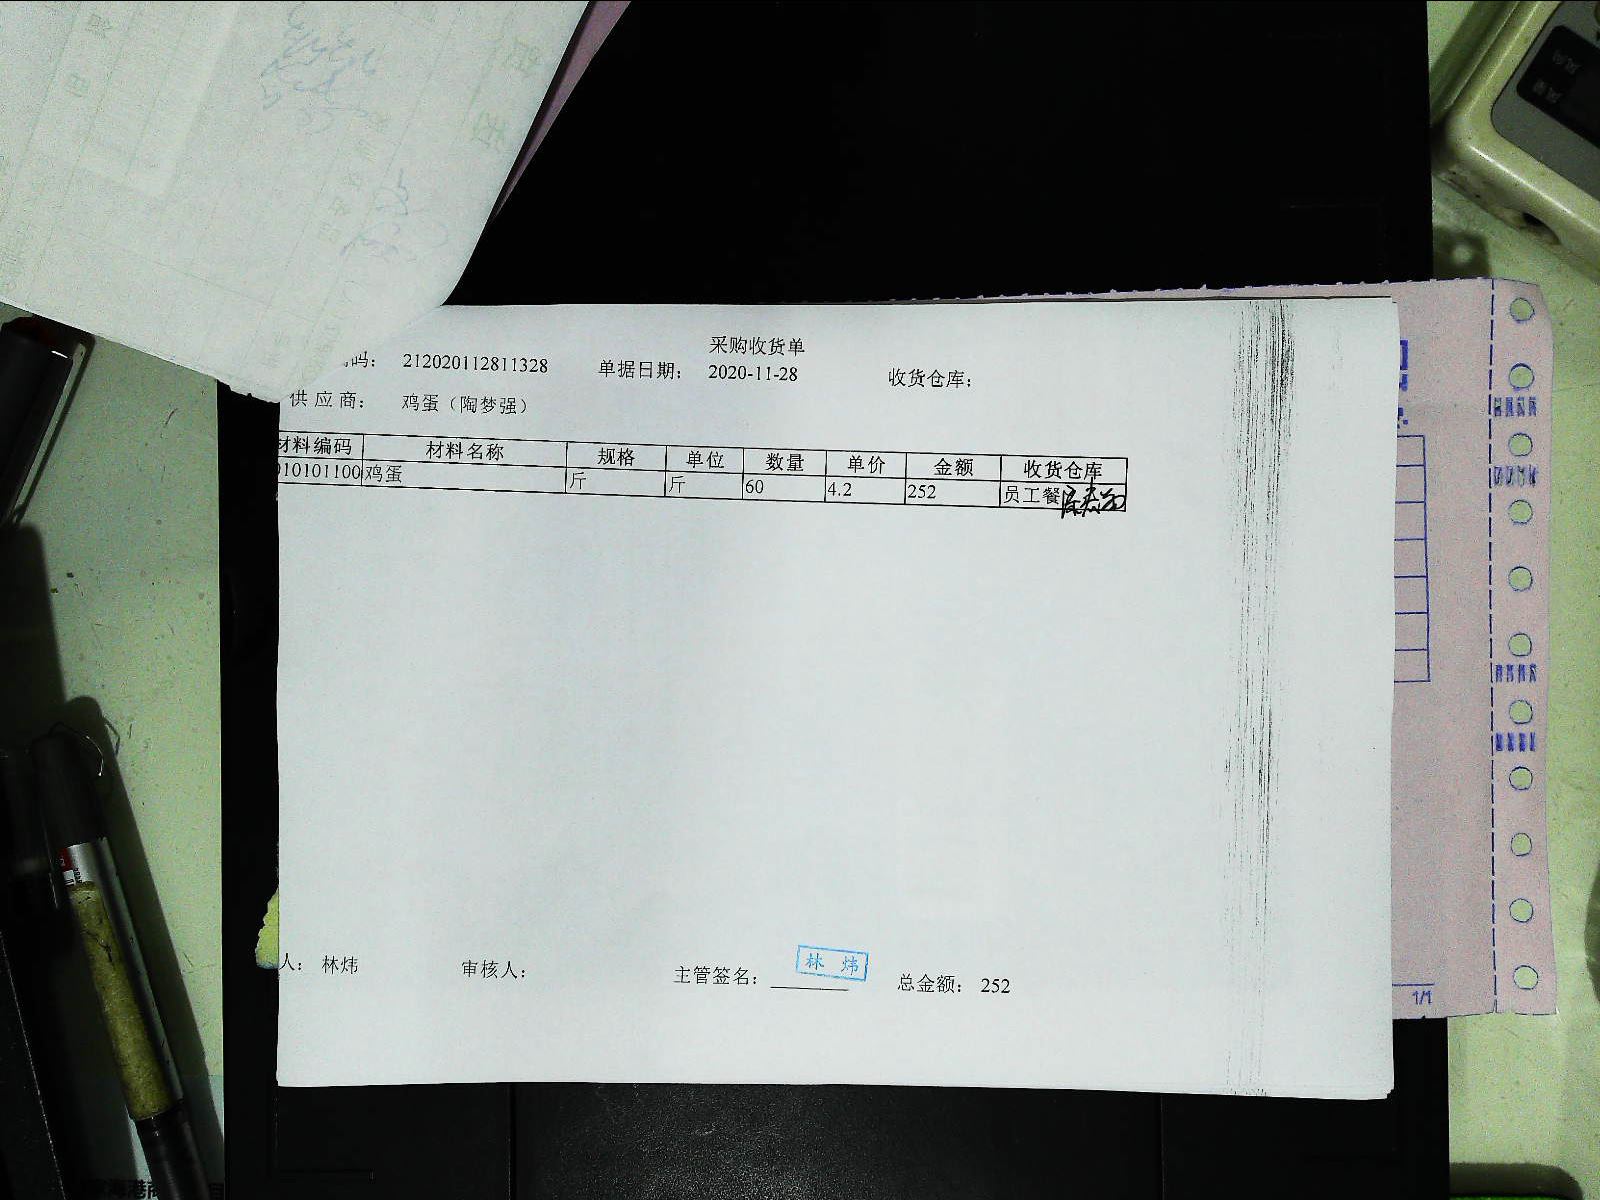 采购收货单
码： 212020112811328 单据日期： 2020-11-28 收货仓库：
供应商： 鸡蛋（陶梦强）
材料编码 材料名称 规格 单位 数量 单价 金额 收货仓库
010101100 鸡蛋 斤 斤 60 4.2 252 员工餐
人： 林炜 审核人： 主管签名： 林炜 总金额： 252
1/1